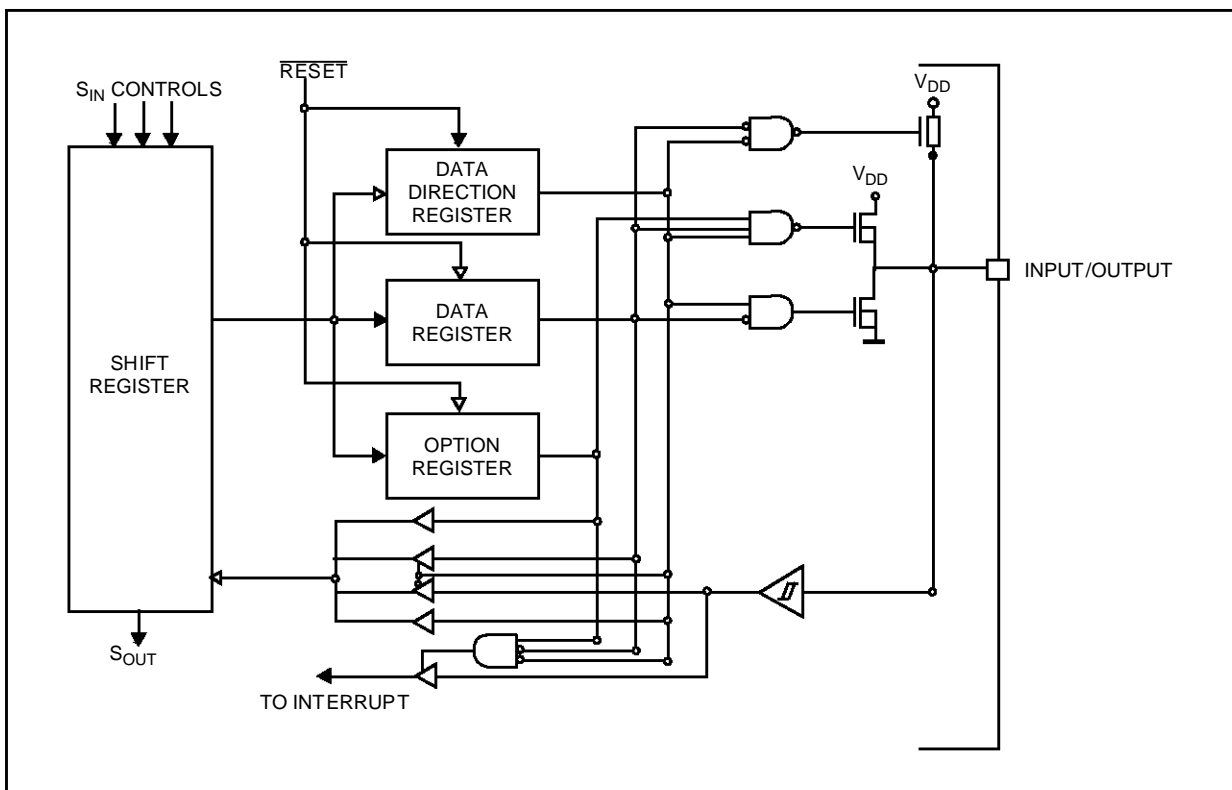 RESET
S_IN CONTROLS
V_DD
DATA
DIRECTION
REGISTER
V_DD
INPUT/OUTPUT
DATA
REGISTER
SHIFT
REGISTER
OPTION
REGISTER
S_OUT
TO INTERRUPT